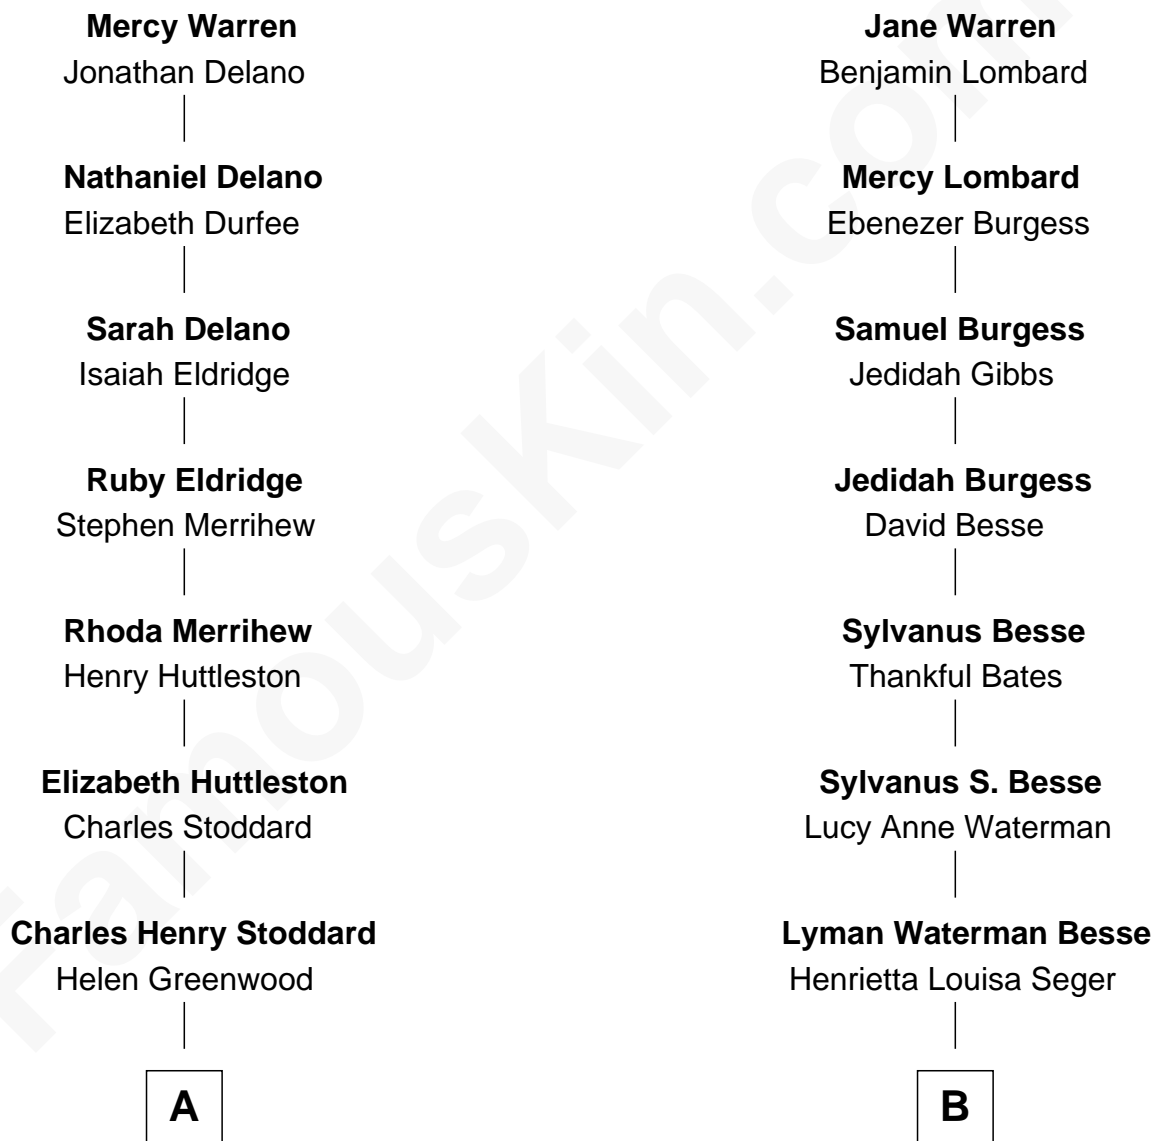 Mercy Warren
Jonathan Delano
Nathaniel Delano
Elizabeth Durfee
Sarah Delano
Isaiah Eldridge
Ruby Eldridge
Stephen Merrihew
Rhoda Merrihew
Henry Huttleston
Elizabeth Huttleston
Charles Stoddard
Charles Henry Stoddard
Helen Greenwood
A
Jane Warren
Benjamin Lombard
Mercy Lombard
Ebenezer Burgess
Samuel Burgess
Jedidah Gibbs
Jedidah Burgess
David Besse
Sylvanus Besse
Thankful Bates
Sylvanus S. Besse
Lucy Anne Waterman
Lyman Waterman Besse
Henrietta Louisa Seger
B
FamousKin.com